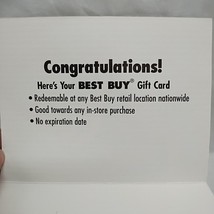 Congratulations!
Here's Your BEST BUY® Gift Card
• Redeemable at any Best Buy retail location nationwide
• Good towards any in-store purchase
• No expiration date